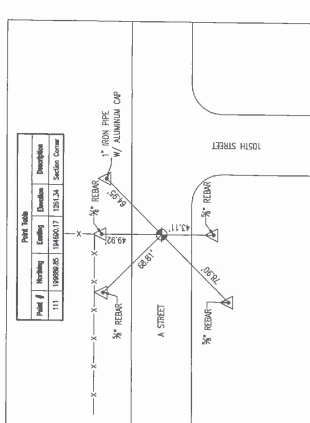 Point Table
Point # Northing Easting Elevation Description
111 199899.85 194690.17 1261.34 Section Corner
1" IRON PIPE
W/ ALUMINUM CAP
⅝" REBAR
64.95'
49.92'
68.81'
⅝" REBAR
43.11'
⅝" REBAR
78.90'
⅝" REBAR
A STREET
105TH STREET
X X X X X X